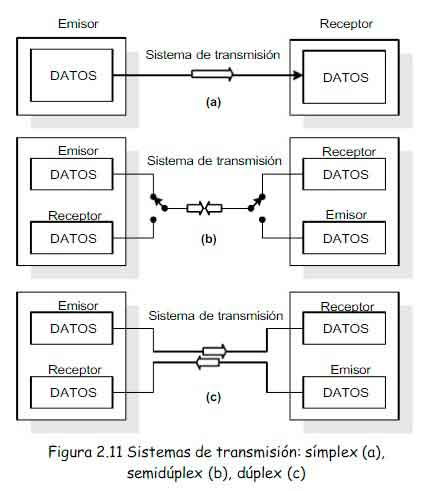 Emisor
Receptor
Sistema de transmisión
DATOS
DATOS
(a)
Emisor
Sistema de transmisión
Receptor
DATOS
DATOS
Receptor
Emisor
DATOS
DATOS
(b)
Emisor
Sistema de transmisión
Receptor
DATOS
DATOS
Receptor
Emisor
DATOS
DATOS
(c)
Figura 2.11 Sistemas de transmisión: símplex (a),
semidúplex (b), dúplex (c)